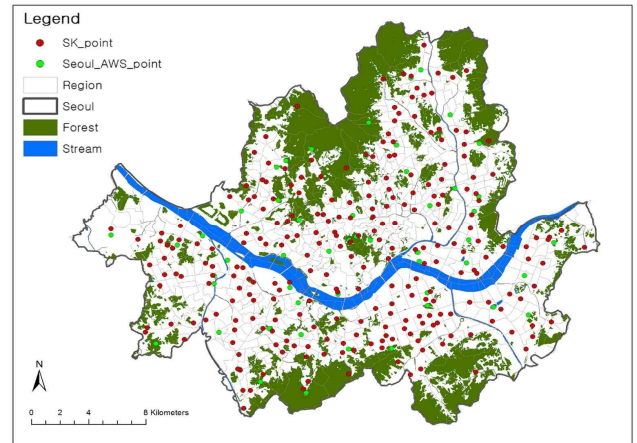 Legend
SK_point
Seoul_AWS_point
Region
Seoul
Forest
Stream
N
0 2 4 8 Kilometers